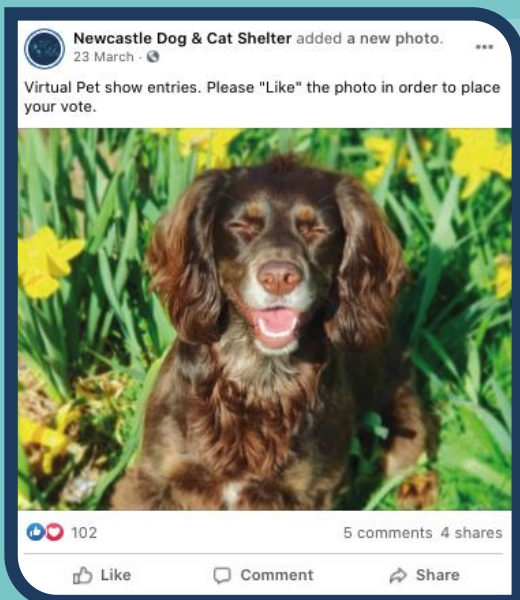 Newcastle Dog & Cat Shelter added a new photo.
23 March ·
Virtual Pet show entries. Please "Like" the photo in order to place
your vote.
102 5 comments 4 shares
Like Comment Share